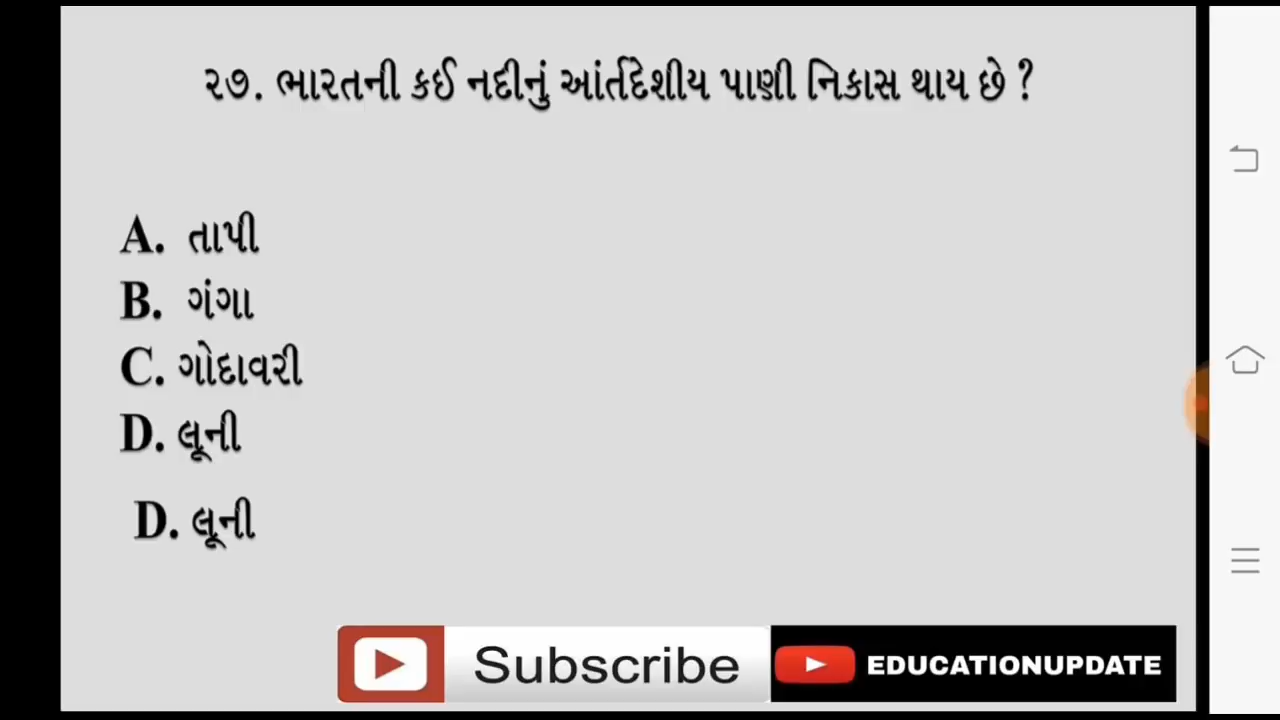 ૨૭. ભારતની કઈ નદીનું આંર્તદેશીય પાણી નિકાસ થાય છે ?
A. તાપી
B. ગંગા
C. ગોદાવરી
D. લૂની
D. લૂની
Subscribe EDUCATIONUPDATE